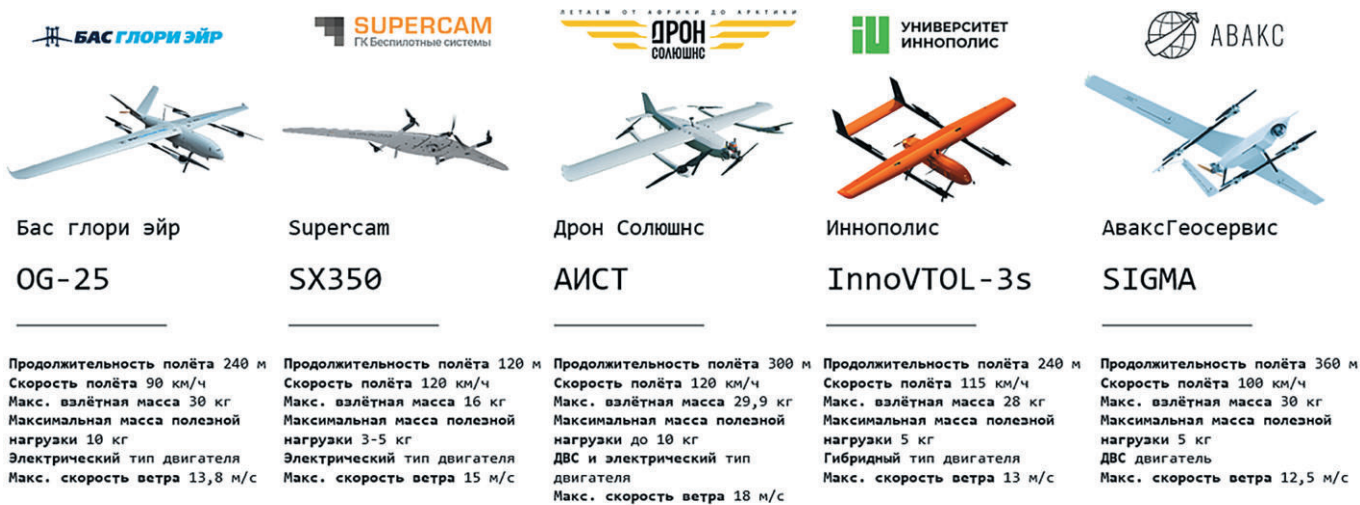 БАС ГЛОРИ ЭЙР
SUPERCAM
ГК Беспилотные системы
ЛЕТАЕМ ОТ АФРИКИ ДО АРКТИКИ
ДРОН
СОЛЮШНС
УНИВЕРСИТЕТ
ИННОПОЛИС
АВАКС
Бас глори эйр
OG-25
Продолжительность полёта 240 м
Скорость полёта 90 км/ч
Макс. взлётная масса 30 кг
Максимальная масса полезной
нагрузки 10 кг
Электрический тип двигателя
Макс. скорость ветра 13,8 м/с
Supercam
SX350
Продолжительность полёта 120 м
Скорость полёта 120 км/ч
Макс. взлётная масса 16 кг
Максимальная масса полезной
нагрузки 3-5 кг
Электрический тип двигателя
Макс. скорость ветра 15 м/с
Дрон Солюшнс
АИСТ
Продолжительность полёта 300 м
Скорость полёта 120 км/ч
Макс. взлётная масса 29,9 кг
Максимальная масса полезной
нагрузки до 10 кг
ДВС и электрический тип
двигателя
Макс. скорость ветра 18 м/с
Иннополис
InnoVTOL-3s
Продолжительность полёта 240 м
Скорость полёта 115 км/ч
Макс. взлётная масса 28 кг
Максимальная масса полезной
нагрузки 5 кг
Гибридный тип двигателя
Макс. скорость ветра 13 м/с
АваксГеосервис
SIGMA
Продолжительность полёта 360 м
Скорость полёта 100 км/ч
Макс. взлётная масса 30 кг
Максимальная масса полезной
нагрузки 5 кг
ДВС двигатель
Макс. скорость ветра 12,5 м/с